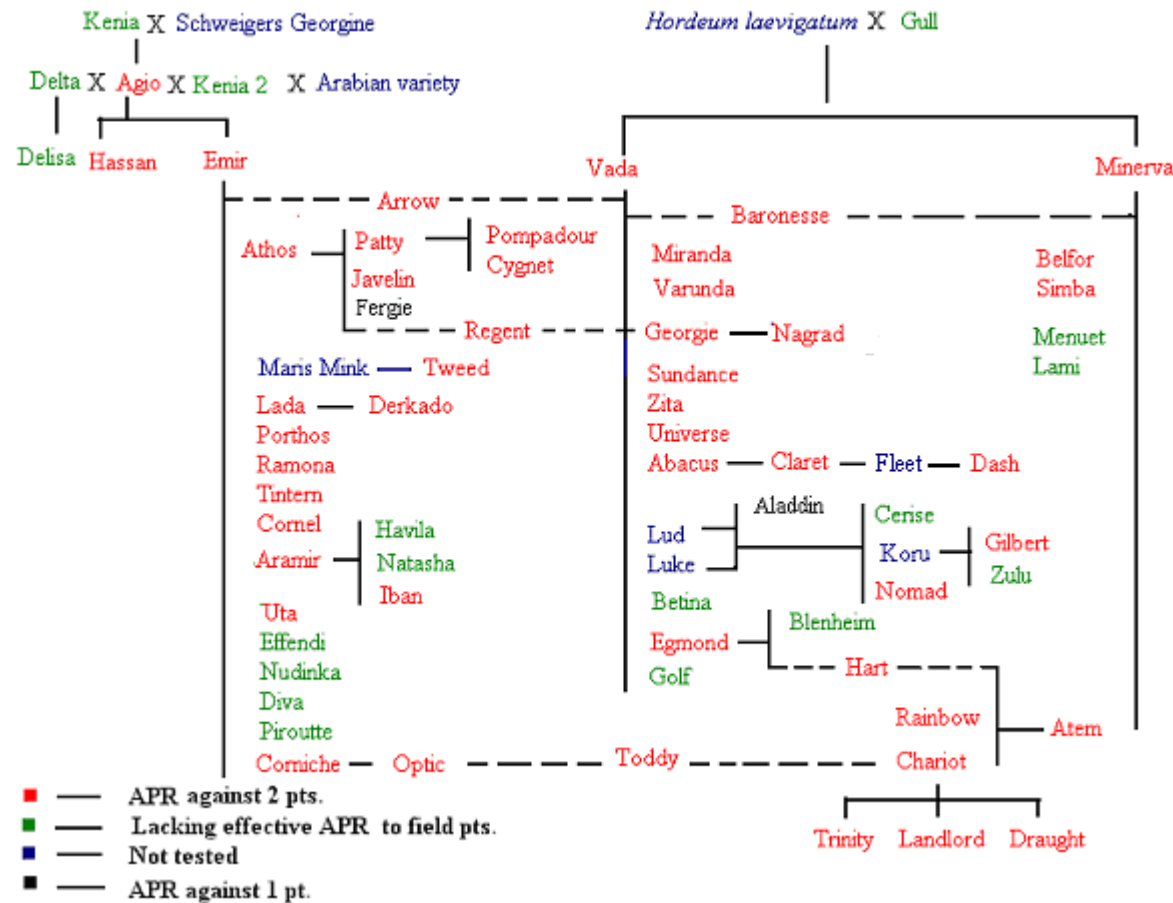 Kenia X Schweigers Georgine
Hordeum laevigatum X Gull
Delta X Agio X Kenia 2 X Arabian variety
Delisa Hassan Emir Vada Minerva
Arrow
Baronesse
Athos Patty Pompadour
Cygnet
Javelin
Fergie
Miranda
Varunda
Belfor
Simba
Regent Georgie Nagrad
Menuet
Lami
Maris Mink Tweed
Sundance
Lada Derkado
Zita
Porthos
Universe
Ramona
Abacus Claret Fleet Dash
Tintern
Cornel
Aramir Havila
Natasha
Iban
Lud
Luke
Aladdin
Cerise
Koru
Nomad
Gilbert
Zulu
Uta
Betina
Effendi
Egmond Blenheim
Nudinka
Golf
Hart
Diva
Piroutte
Rainbow Atem
Corniche Optic Toddy Chariot
Trinity Landlord Draught
APR against 2 pts.
Lacking effective APR to field pts.
Not tested
APR against 1 pt.